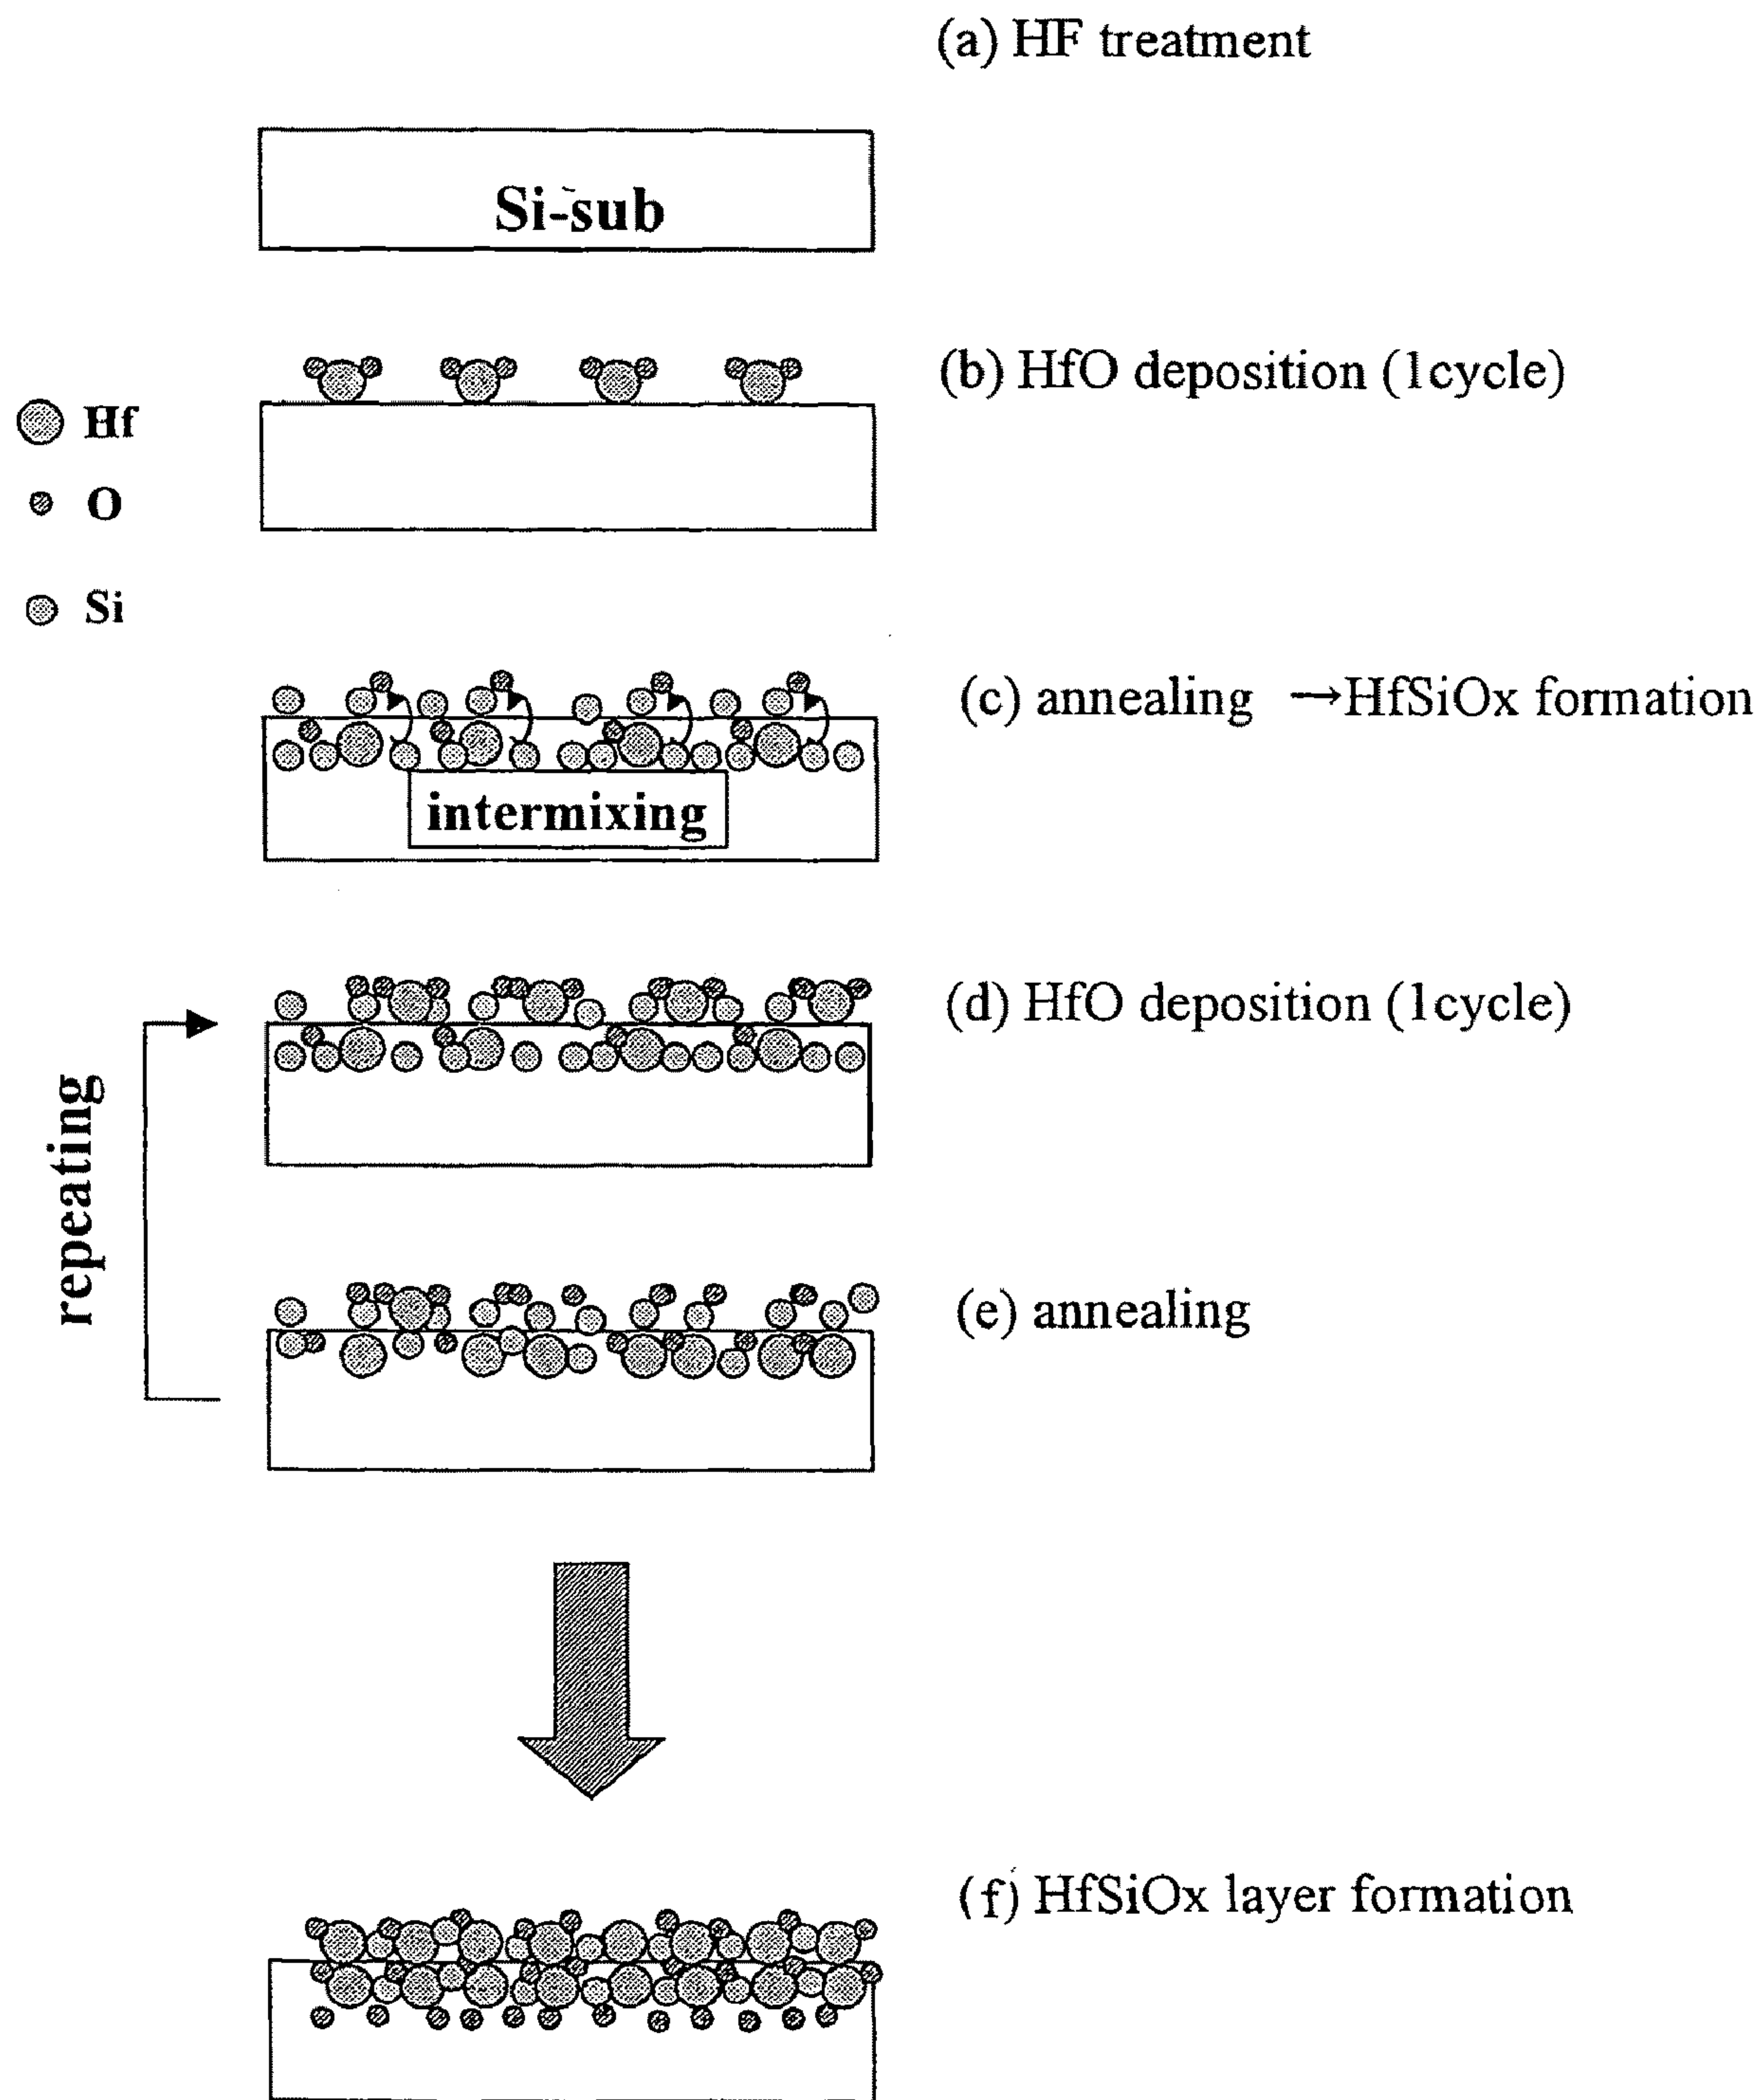 (a) HF treatment
Si-sub
(b) HfO deposition (1cycle)
Hf
O
Si
(c) annealing →HfSiOx formation
intermixing
(d) HfO deposition (1cycle)
repeating
(e) annealing
(f) HfSiOx layer formation